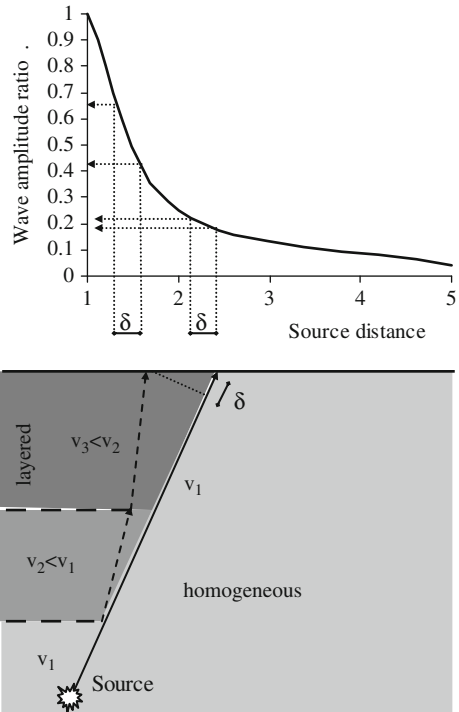 Wave amplitude ratio .
1
0.9
0.8
0.7
0.6
0.5
0.4
0.3
0.2
0.1
0
1 2 3 4 5
δ δ Source distance
δ
layered
v3<v2
v1
v2<v1
homogeneous
v1
Source